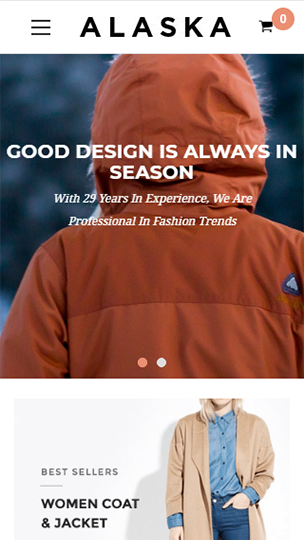 ALASKA
0
GOOD DESIGN IS ALWAYS IN
SEASON
With 29 Years In Experience, We Are
Professional In Fashion Trends
BEST SELLERS
WOMEN COAT
& JACKET